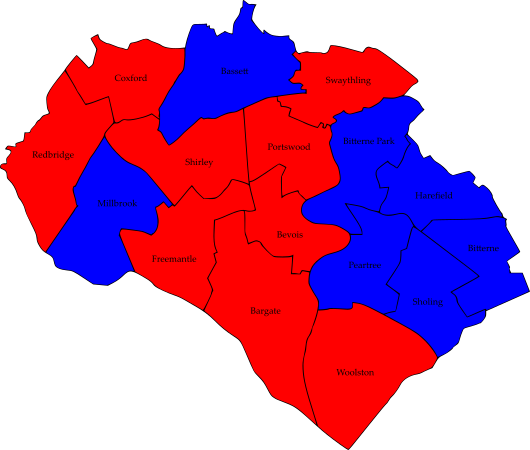 Bassett
Coxford
Swaythling
Bitterne Park
Portswood
Redbridge
Shirley
Harefield
Millbrook
Bevois
Bitterne
Freemantle
Peartree
Sholing
Bargate
Woolston